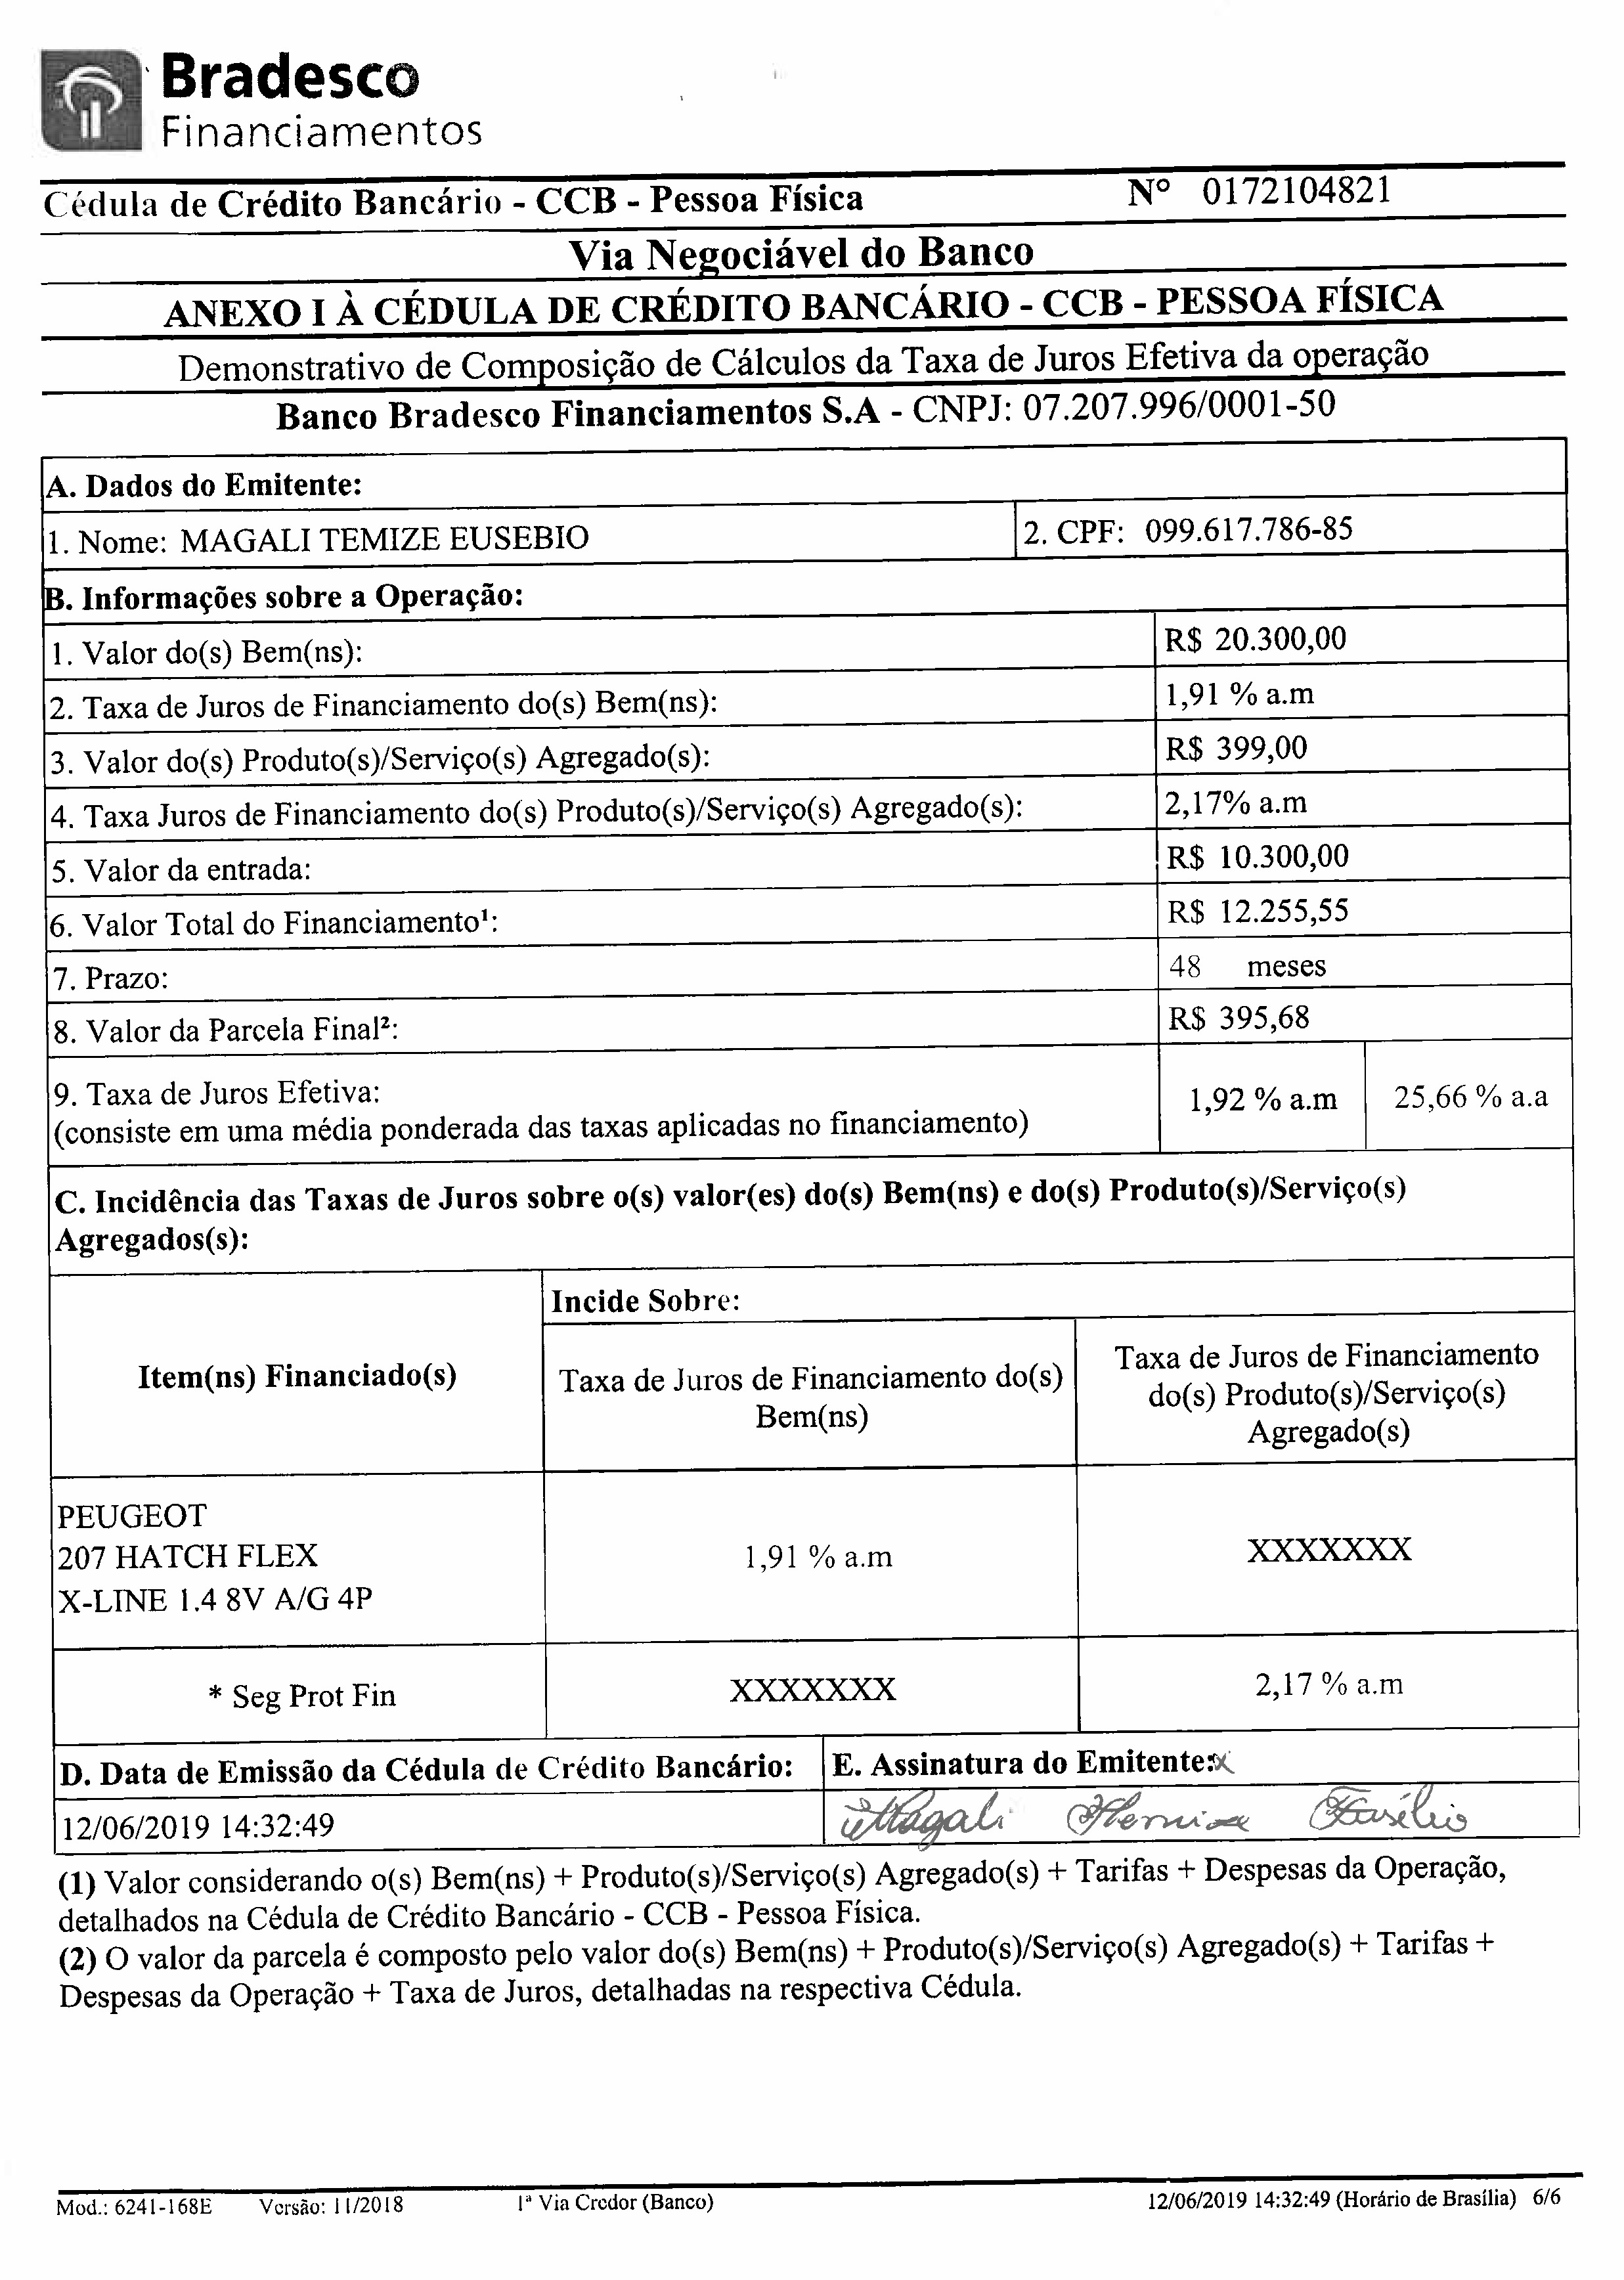 Bradesco
Financiamentos
Cédula de Crédito Bancário - CCB - Pessoa Física Nº 0172104821
Via Negociável do Banco
ANEXO I À CÉDULA DE CRÉDITO BANCÁRIO - CCB - PESSOA FÍSICA
Demonstrativo de Composição de Cálculos da Taxa de Juros Efetiva da operação
Banco Bradesco Financiamentos S.A - CNPJ: 07.207.996/0001-50
A. Dados do Emitente:
1. Nome: MAGALI TEMIZE EUSEBIO 2. CPF: 099.617.786-85
B. Informações sobre a Operação:
1. Valor do(s) Bem(ns): R$ 20.300,00
2. Taxa de Juros de Financiamento do(s) Bem(ns): 1,91 % a.m
3. Valor do(s) Produto(s)/Serviço(s) Agregado(s): R$ 399,00
4. Taxa Juros de Financiamento do(s) Produto(s)/Serviço(s) Agregado(s): 2,17% a.m
5. Valor da entrada: R$ 10.300,00
6. Valor Total do Financiamento¹: R$ 12.255,55
7. Prazo: 48 meses
8. Valor da Parcela Final²: R$ 395,68
9. Taxa de Juros Efetiva: 1,92 % a.m 25,66 % a.a
(consiste em uma média ponderada das taxas aplicadas no financiamento)
C. Incidência das Taxas de Juros sobre o(s) valor(es) do(s) Bem(ns) e do(s) Produto(s)/Serviço(s)
Agregados(s):
Item(ns) Financiado(s)
Incide Sobre:
Taxa de Juros de Financiamento do(s)
Bem(ns)
Taxa de Juros de Financiamento
do(s) Produto(s)/Serviço(s)
Agregado(s)
PEUGEOT
207 HATCH FLEX 1,91 % a.m XXXXXXX
X-LINE 1.4 8V A/G 4P
* Seg Prot Fin XXXXXXX 2,17 % a.m
D. Data de Emissão da Cédula de Crédito Bancário: E. Assinatura do Emitente:x
12/06/2019 14:32:49 Magali Temize Eusébio
(1) Valor considerando o(s) Bem(ns) + Produto(s)/Serviço(s) Agregado(s) + Tarifas + Despesas da Operação,
detalhados na Cédula de Crédito Bancário - CCB - Pessoa Física.
(2) O valor da parcela é composto pelo valor do(s) Bem(ns) + Produto(s)/Serviço(s) Agregado(s) + Tarifas +
Despesas da Operação + Taxa de Juros, detalhadas na respectiva Cédula.
Mod.: 6241-168E Versão: 11/2018 1ª Via Credor (Banco) 12/06/2019 14:32:49 (Horário de Brasília) 6/6